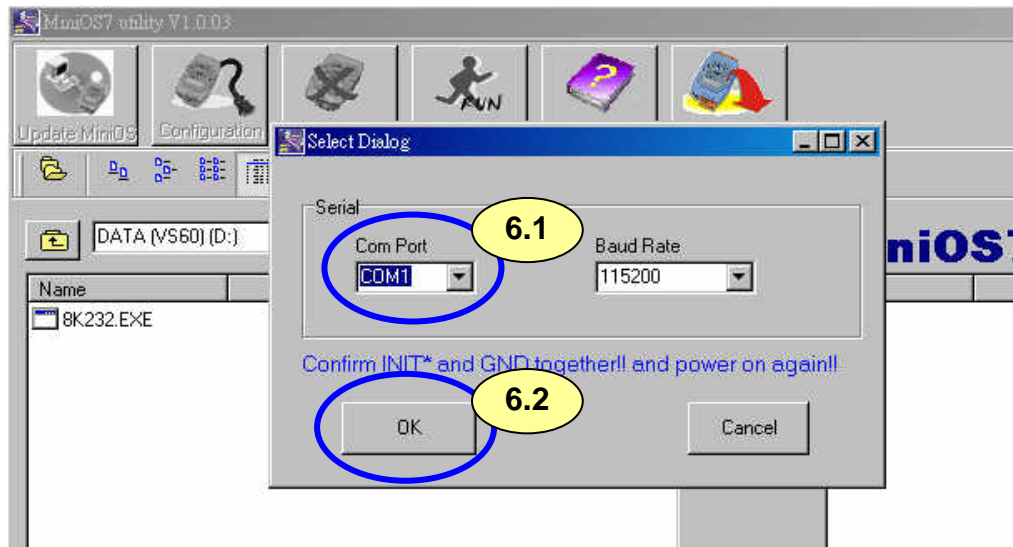 MiniOS7 utility V1.0.03
RUN
?
Update MiniOS
Configuration
Select Dialog
Serial
6.1
Com Port
Baud Rate
DATA (VS60) (D:)
COM1
115200
niOS7
Name
8K232.EXE
Confirm INIT* and GND together!! and power on again!!
6.2
OK
Cancel